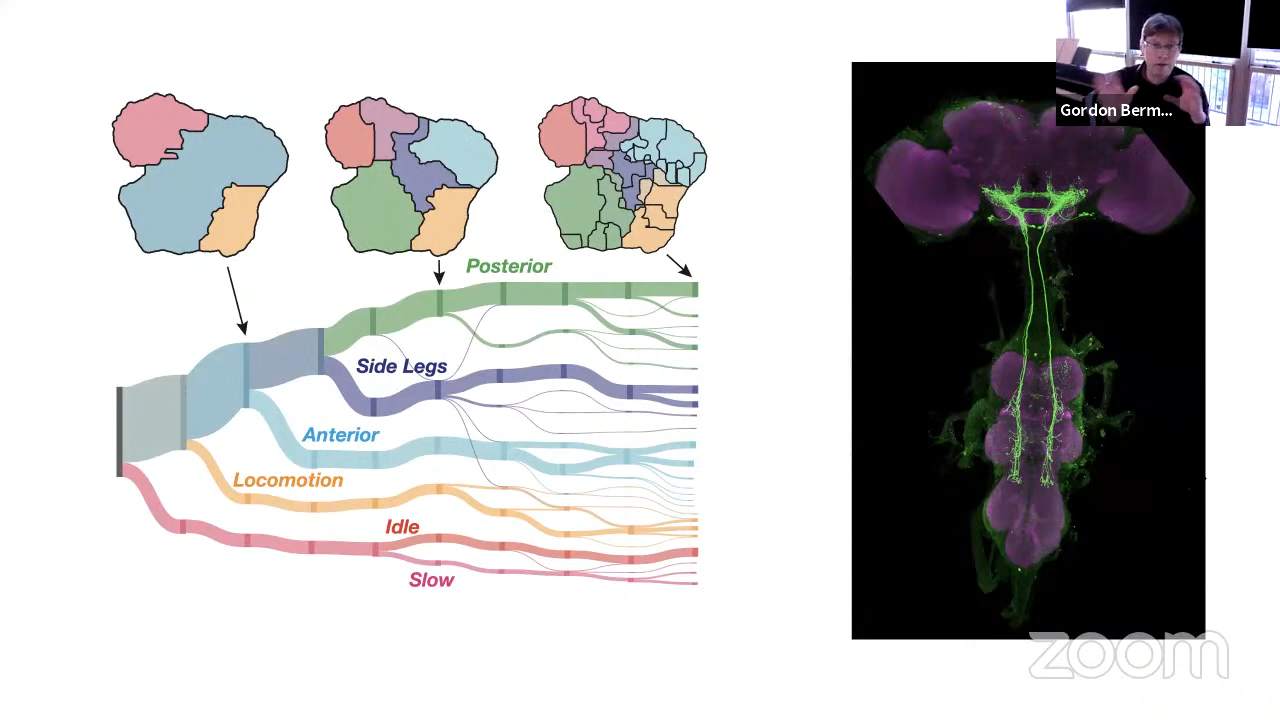 Gordon Berm...
Posterior
Side Legs
Anterior
Locomotion
Idle
Slow
zoom